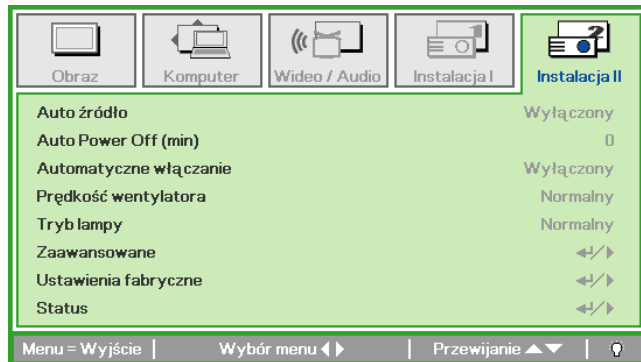 Obraz
Komputer
Wideo / Audio
Instalacja I
2
Instalacja II
Auto źródło Wyłączony
Auto Power Off (min) 0
Automatyczne włączanie Wyłączony
Prędkość wentylatora Normalny
Tryb lampy Normalny
Zaawansowane
Ustawienia fabryczne
Status
Menu = Wyjście | Wybór menu | Przewijanie